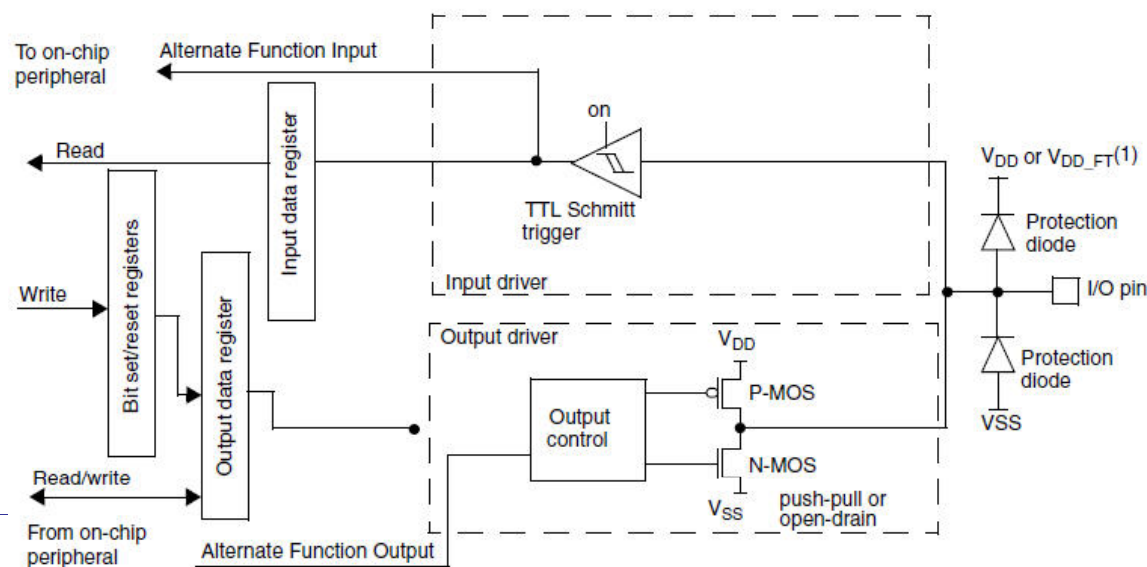 To on-chip
peripheral
Alternate Function Input
Read
Input data register
on
TTL Schmitt
trigger
Input driver
VDD or VDD_FT(1)
Protection
diode
I/O pin
Protection
diode
VSS
Write
Bit set/reset registers
Output data register
Read/write
From on-chip
peripheral
Alternate Function Output
Output driver
VDD
Output
control
P-MOS
N-MOS
VSS
push-pull or
open-drain